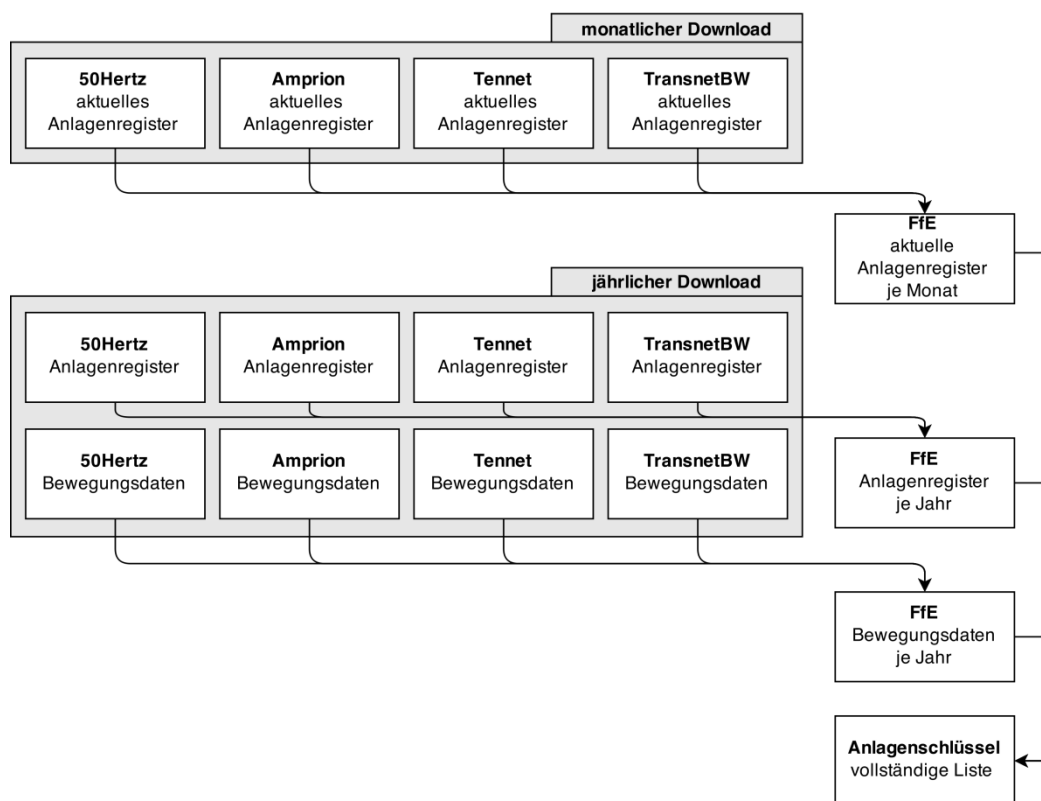 monatlicher Download
50Hertz
aktuelles
Anlagenregister
Amprion
aktuelles
Anlagenregister
Tennet
aktuelles
Anlagenregister
TransnetBW
aktuelles
Anlagenregister
FfE
aktuelle
Anlagenregister
je Monat
jährlicher Download
50Hertz
Anlagenregister
Amprion
Anlagenregister
Tennet
Anlagenregister
TransnetBW
Anlagenregister
50Hertz
Bewegungsdaten
Amprion
Bewegungsdaten
Tennet
Bewegungsdaten
TransnetBW
Bewegungsdaten
FfE
Anlagenregister
je Jahr
FfE
Bewegungsdaten
je Jahr
Anlagenschlüssel
vollständige Liste